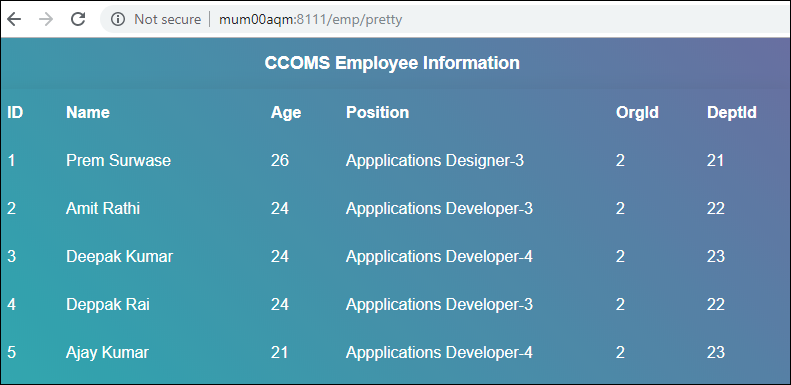 Not secure | mum00aqm:8111/emp/pretty
CCOMS Employee Information
ID Name Age Position OrgId DeptId
1 Prem Surwase 26 Appplications Designer-3 2 21
2 Amit Rathi 24 Appplications Developer-3 2 22
3 Deepak Kumar 24 Appplications Developer-4 2 23
4 Deppak Rai 24 Appplications Developer-3 2 22
5 Ajay Kumar 21 Appplications Developer-4 2 23